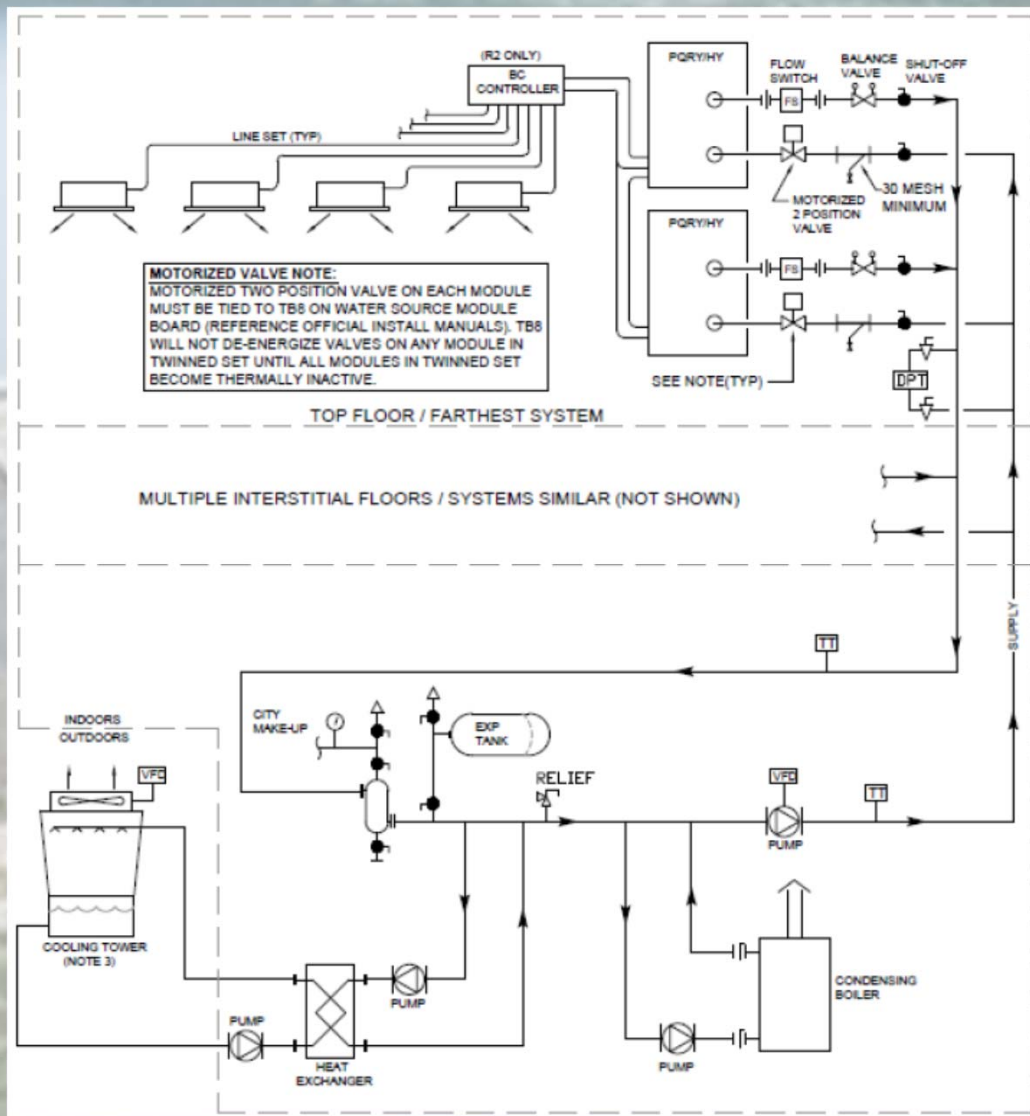 (R2 ONLY)
BC
CONTROLLER
LINE SET (TYP)
PQRY/HY
FLOW
SWITCH
BALANCE
VALVE
SHUT-OFF
VALVE
FS
MOTORIZED
2 POSITION
VALVE
30 MESH
MINIMUM
PQRY/HY
FS
SEE NOTE(TYP)
DPT
MOTORIZED VALVE NOTE:
MOTORIZED TWO POSITION VALVE ON EACH MODULE
MUST BE TIED TO TB8 ON WATER SOURCE MODULE
BOARD (REFERENCE OFFICIAL INSTALL MANUALS). TB8
WILL NOT DE-ENERGIZE VALVES ON ANY MODULE IN
TWINNED SET UNTIL ALL MODULES IN TWINNED SET
BECOME THERMALLY INACTIVE.
TOP FLOOR / FARTHEST SYSTEM
MULTIPLE INTERSTITIAL FLOORS / SYSTEMS SIMILAR (NOT SHOWN)
SUPPLY
TT
INDOORS
OUTDOORS
CITY
MAKE-UP
EXP
TANK
RELIEF
VFD
VFD
TT
PUMP
COOLING TOWER
(NOTE 3)
PUMP
PUMP
HEAT
EXCHANGER
PUMP
CONDENSING
BOILER